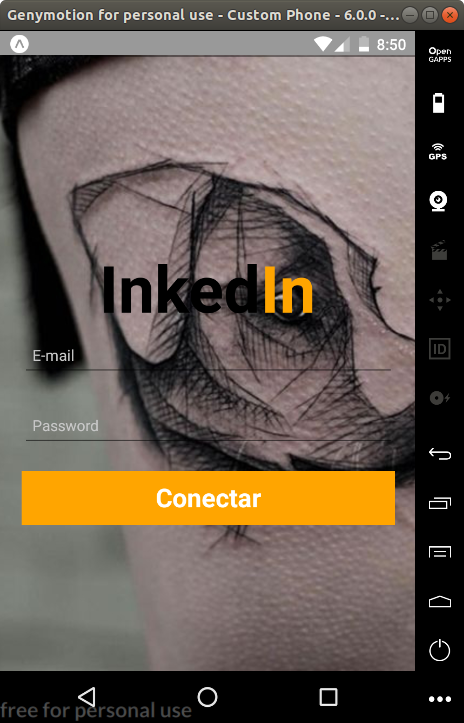 Genymotion for personal use - Custom Phone - 6.0.0 -...
8:50
Open
GAPPS
GPS
InkedIn
E-mail
ID
Password
Conectar
free for personal use